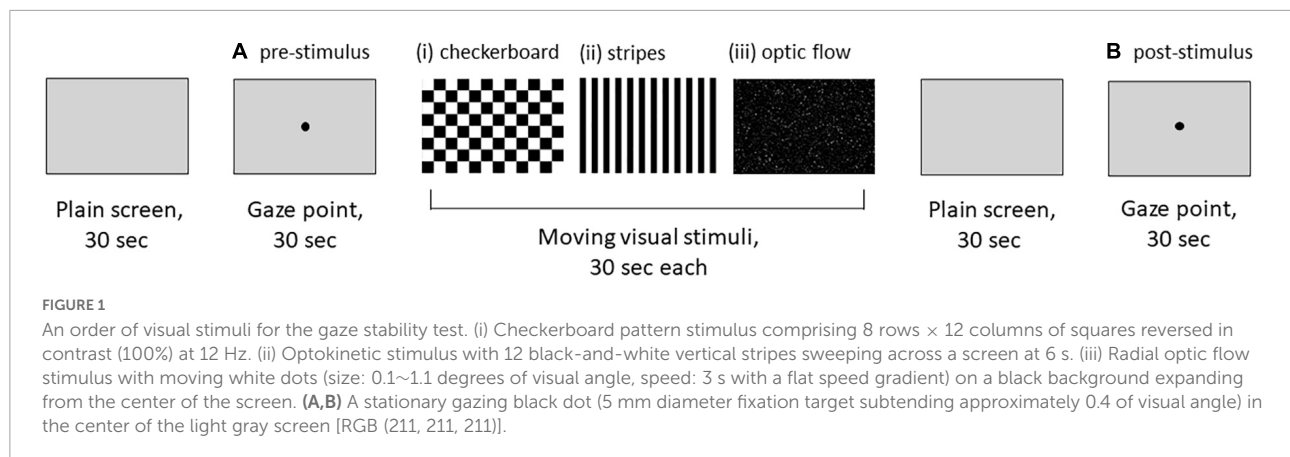 A pre-stimulus
(i) checkerboard
(ii) stripes
(iii) optic flow
B post-stimulus
Plain screen,
30 sec
Gaze point,
30 sec
Moving visual stimuli,
30 sec each
Plain screen,
30 sec
Gaze point,
30 sec
FIGURE 1
An order of visual stimuli for the gaze stability test. (i) Checkerboard pattern stimulus comprising 8 rows × 12 columns of squares reversed in
contrast (100%) at 12 Hz. (ii) Optokinetic stimulus with 12 black-and-white vertical stripes sweeping across a screen at 6 s. (iii) Radial optic flow
stimulus with moving white dots (size: 0.1~1.1 degrees of visual angle, speed: 3 s with a flat speed gradient) on a black background expanding
from the center of the screen. (A,B) A stationary gazing black dot (5 mm diameter fixation target subtending approximately 0.4 of visual angle) in
the center of the light gray screen [RGB (211, 211, 211)].